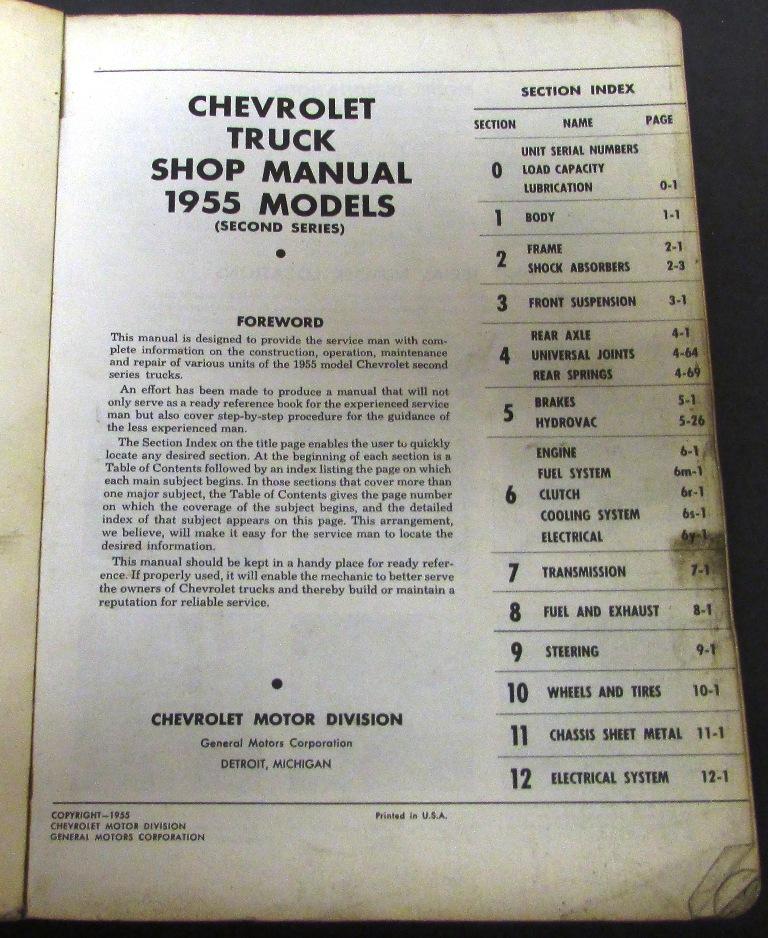 CHEVROLET
TRUCK
SHOP MANUAL
1955 MODELS
(SECOND SERIES)
FOREWORD
This manual is designed to provide the service man with com-
plete information on the construction, operation, maintenance
and repair of various units of the 1955 model Chevrolet second
series trucks.
An effort has been made to produce a manual that will not
only serve as a ready reference book for the experienced service
man but also cover step-by-step procedure for the guidance of
the less experienced man.
The Section Index on the title page enables the user to quickly
locate any desired section. At the beginning of each section is a
Table of Contents followed by an index listing the page on which
each main subject begins. In those sections that cover more than
one major subject, the Table of Contents gives the page number
on which the coverage of the subject begins, and the detailed
index of that subject appears on this page. This arrangement,
we believe, will make it easy for the service man to locate the
desired information.
This manual should be kept in a handy place for ready refer-
ence. If properly used, it will enable the mechanic to better serve
the owners of Chevrolet trucks and thereby build or maintain a
reputation for reliable service.
CHEVROLET MOTOR DIVISION
General Motors Corporation
DETROIT, MICHIGAN
SECTION INDEX
SECTION NAME PAGE
UNIT SERIAL NUMBERS
0 LOAD CAPACITY
LUBRICATION 0-1
1 BODY 1-1
2 FRAME 2-1
SHOCK ABSORBERS 2-3
3 FRONT SUSPENSION 3-1
REAR AXLE 4-1
4 UNIVERSAL JOINTS 4-64
REAR SPRINGS 4-69
5 BRAKES 5-1
HYDROVAC 5-26
ENGINE 6-1
FUEL SYSTEM 6m-1
6 CLUTCH 6r-1
COOLING SYSTEM 6s-1
ELECTRICAL 6y-1
7 TRANSMISSION 7-1
8 FUEL AND EXHAUST 8-1
9 STEERING 9-1
10 WHEELS AND TIRES 10-1
11 CHASSIS SHEET METAL 11-1
12 ELECTRICAL SYSTEM 12-1
COPYRIGHT—1955
CHEVROLET MOTOR DIVISION
GENERAL MOTORS CORPORATION
Printed in U.S.A.